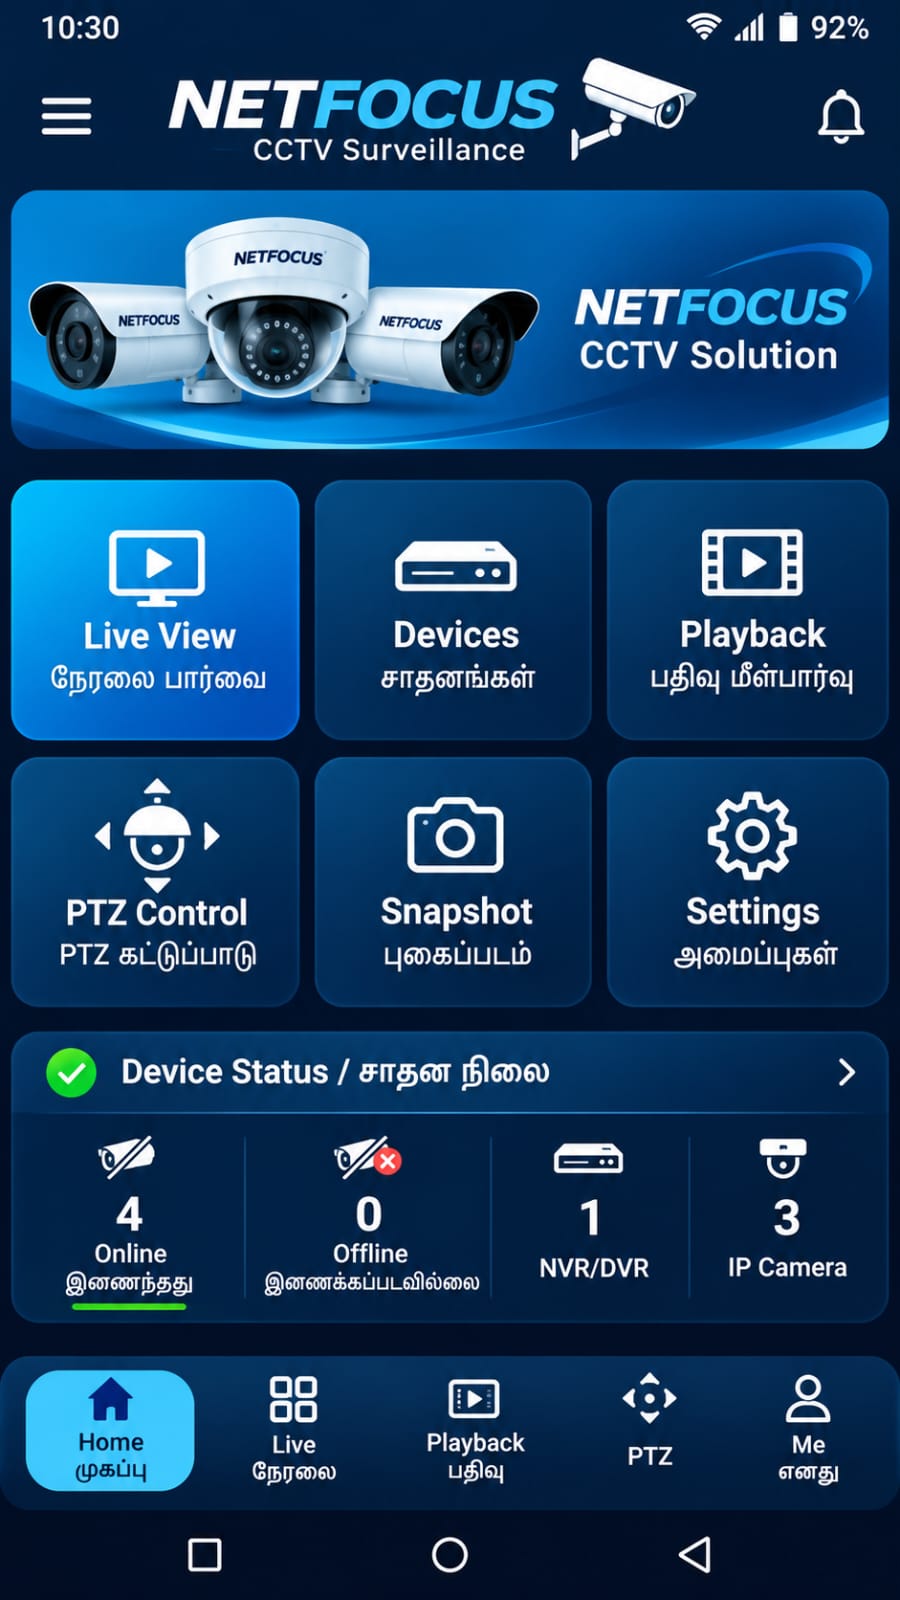 10:30
92%
NETFOCUS
CCTV Surveillance
NETFOCUS
NETFOCUS
NETFOCUS
NETFOCUS
CCTV Solution
Live View
நேரலை பார்வை
Devices
சாதனங்கள்
Playback
பதிவு மீள்பார்வு
PTZ Control
PTZ கட்டுப்பாடு
Snapshot
புகைப்படம்
Settings
அமைப்புகள்
Device Status / சாதன நிலை
4
Online
இனணந்தது
0
Offline
இனணக்கப்படவில்லை
1
NVR/DVR
3
IP Camera
Home
முகப்பு
Live
நேரலை
Playback
பதிவு
PTZ
Me
எனது